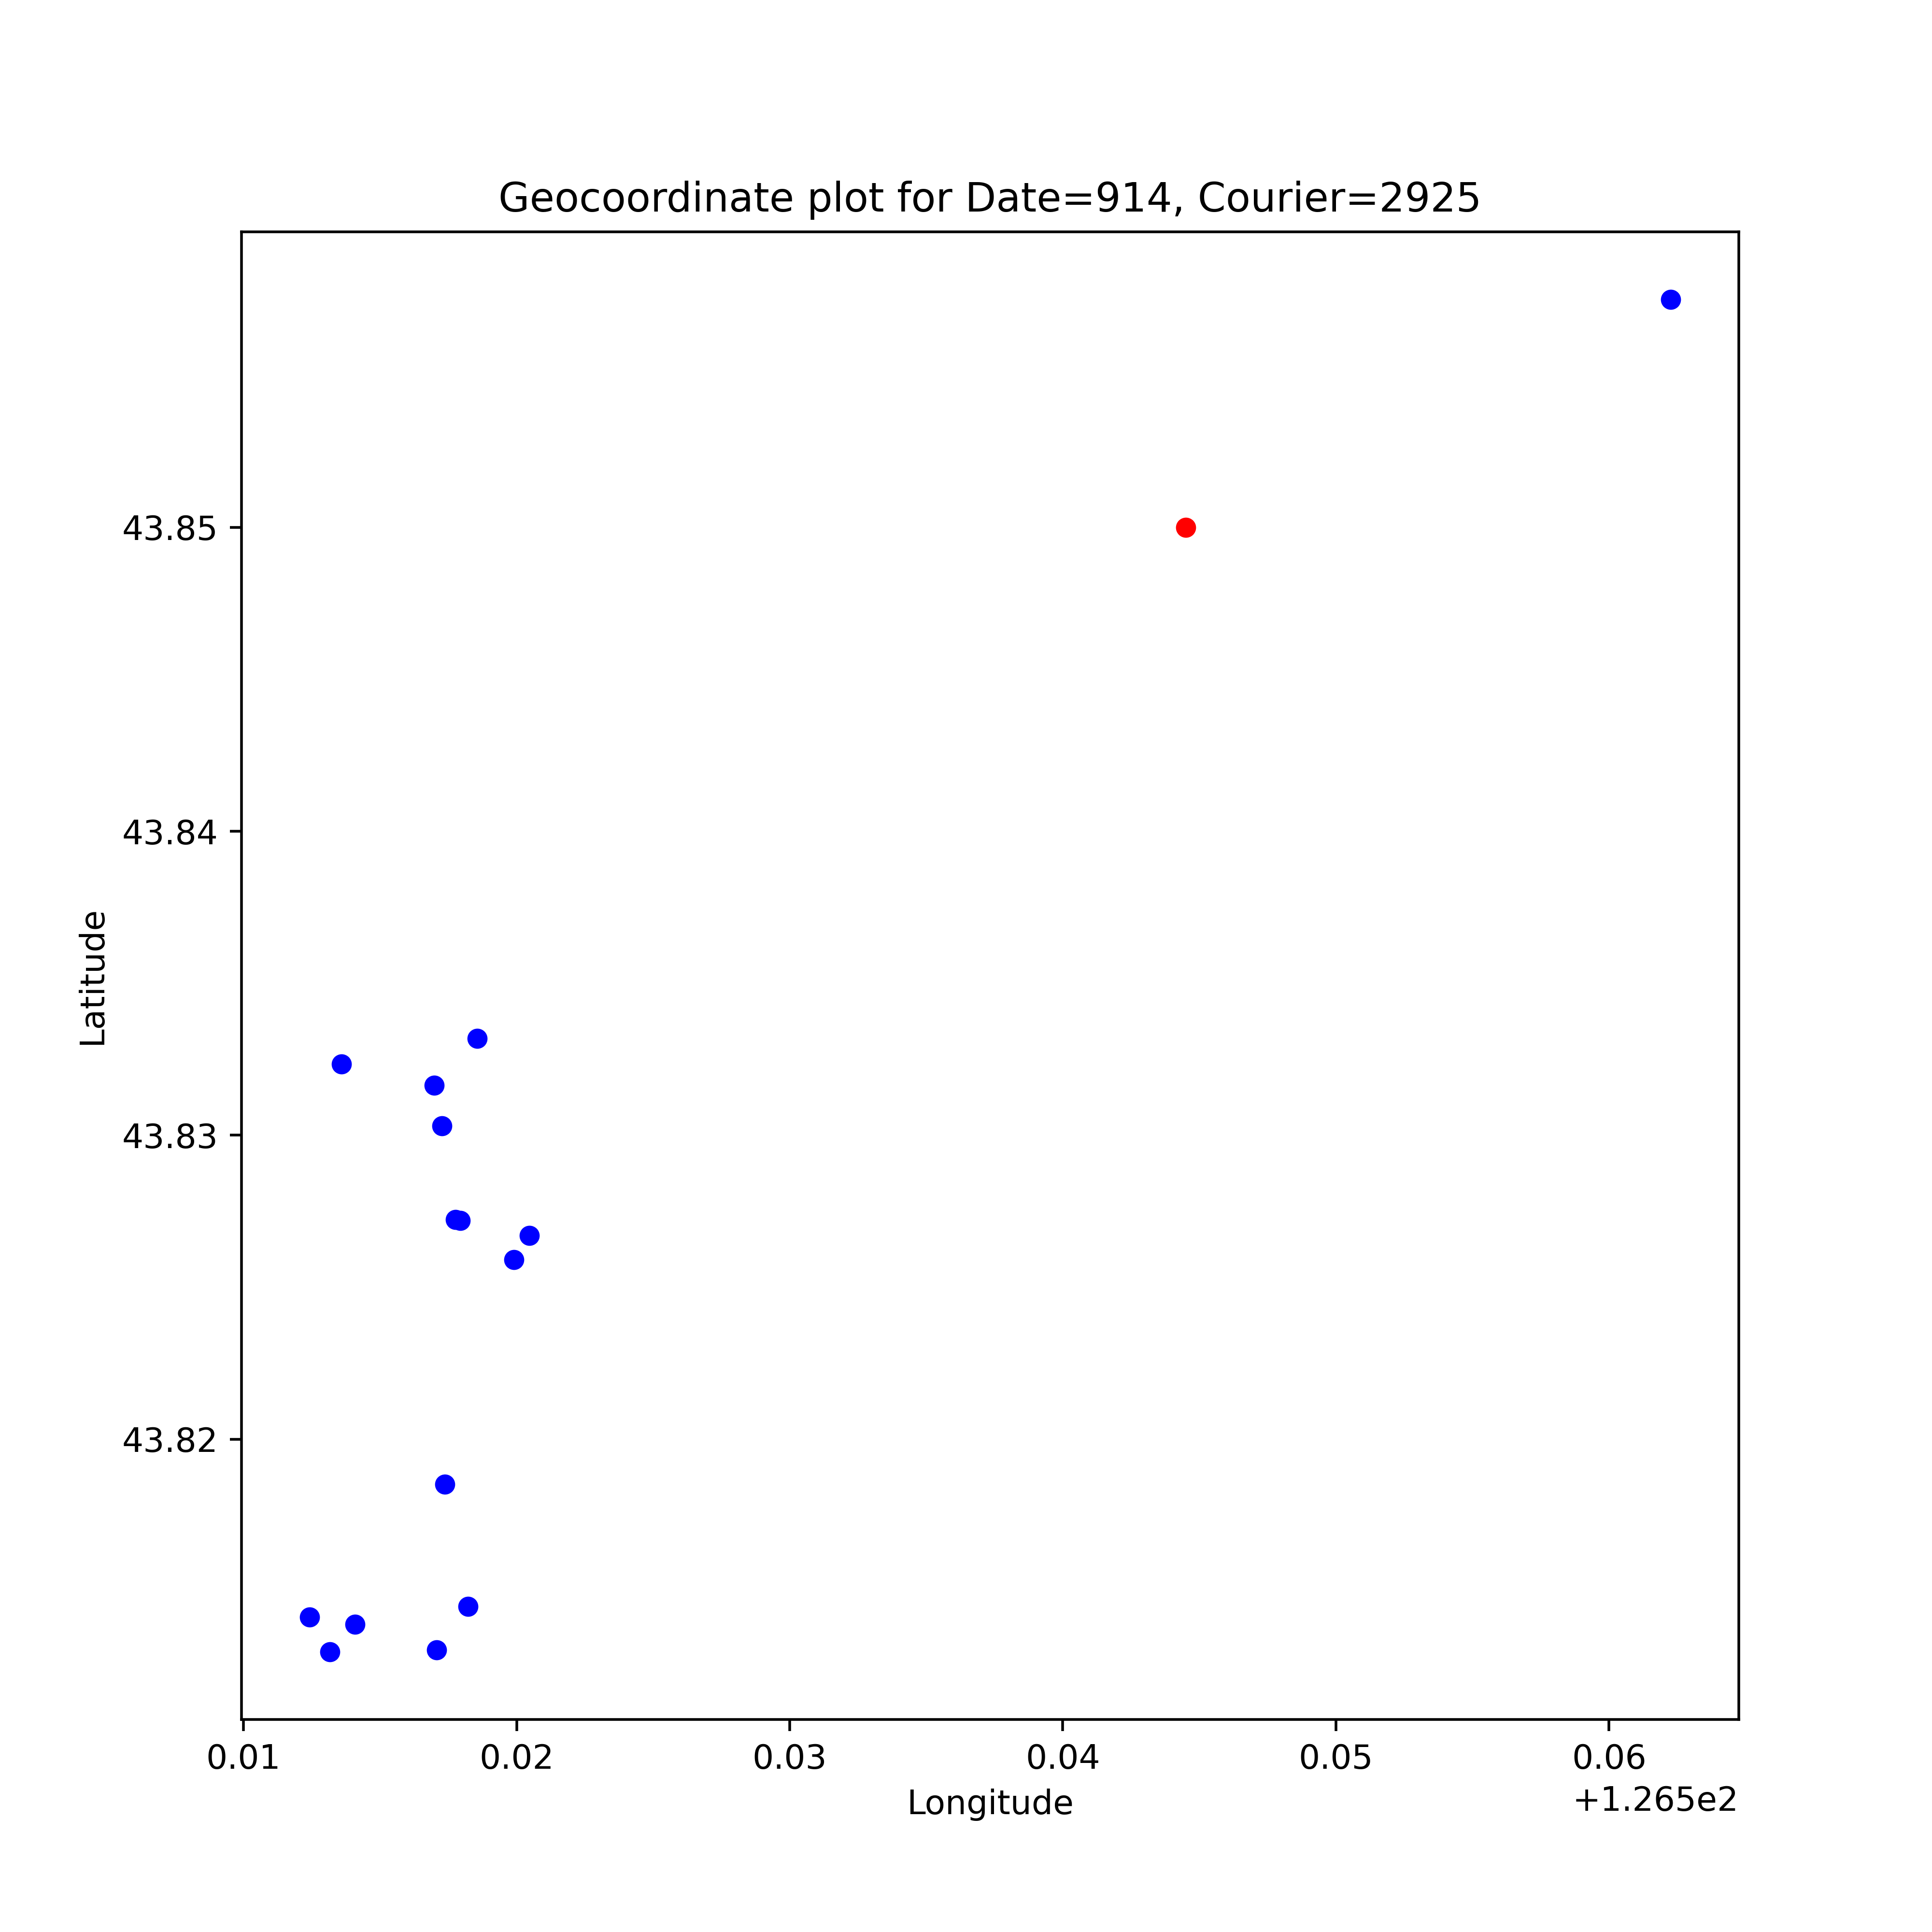 Geocoordinate plot for Date=914, Courier=2925
Latitude
43.85
43.84
43.83
43.82
0.01 0.02 0.03 0.04 0.05 0.06
+1.265e2
Longitude